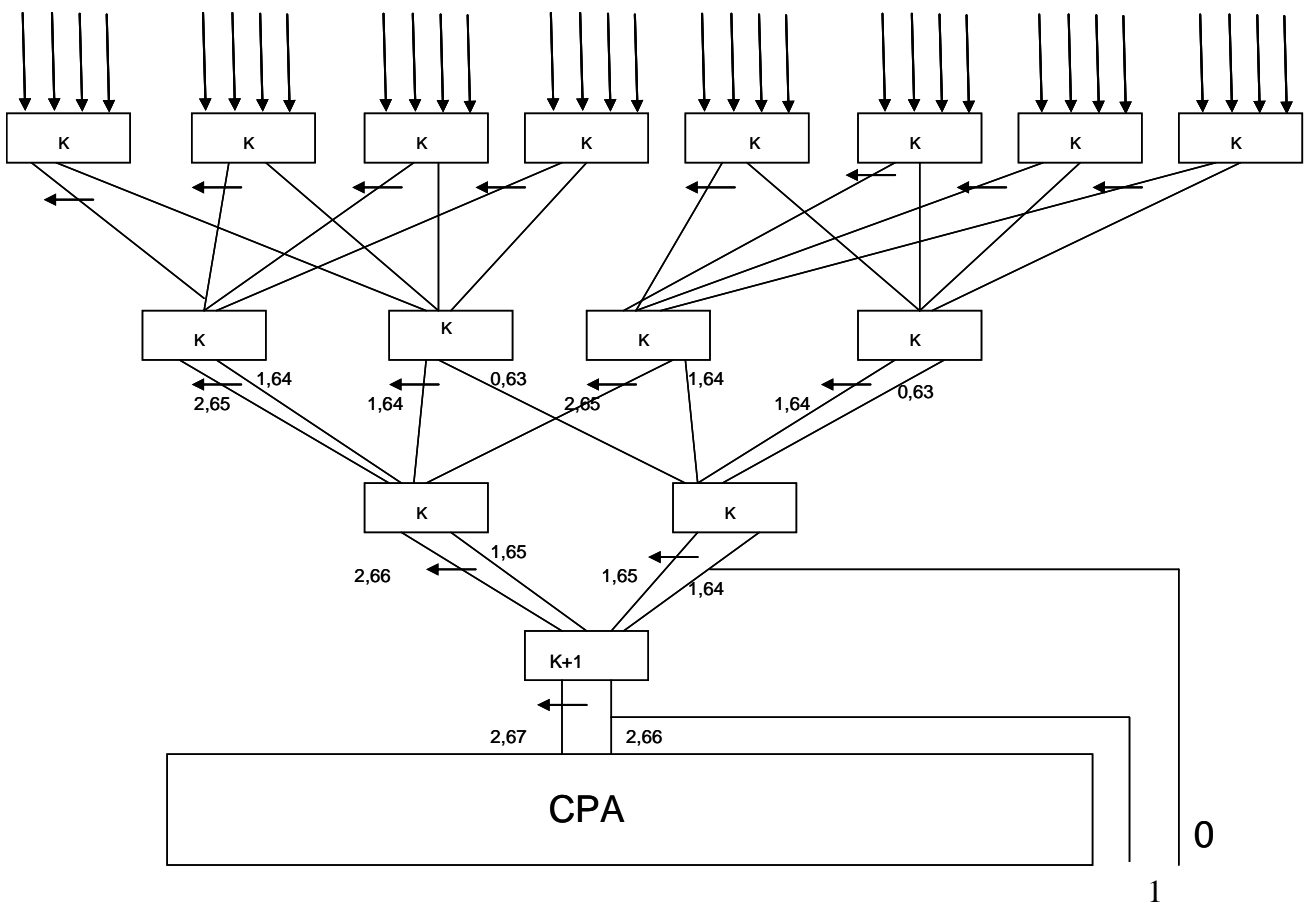 K K K K K K K K
K K K K
1,64 0,63 1,64
2,65 1,64 2,65 1,64 0,63
K K
1,65
2,66 1,65 1,64
K+1
2,67 2,66
CPA
0
1